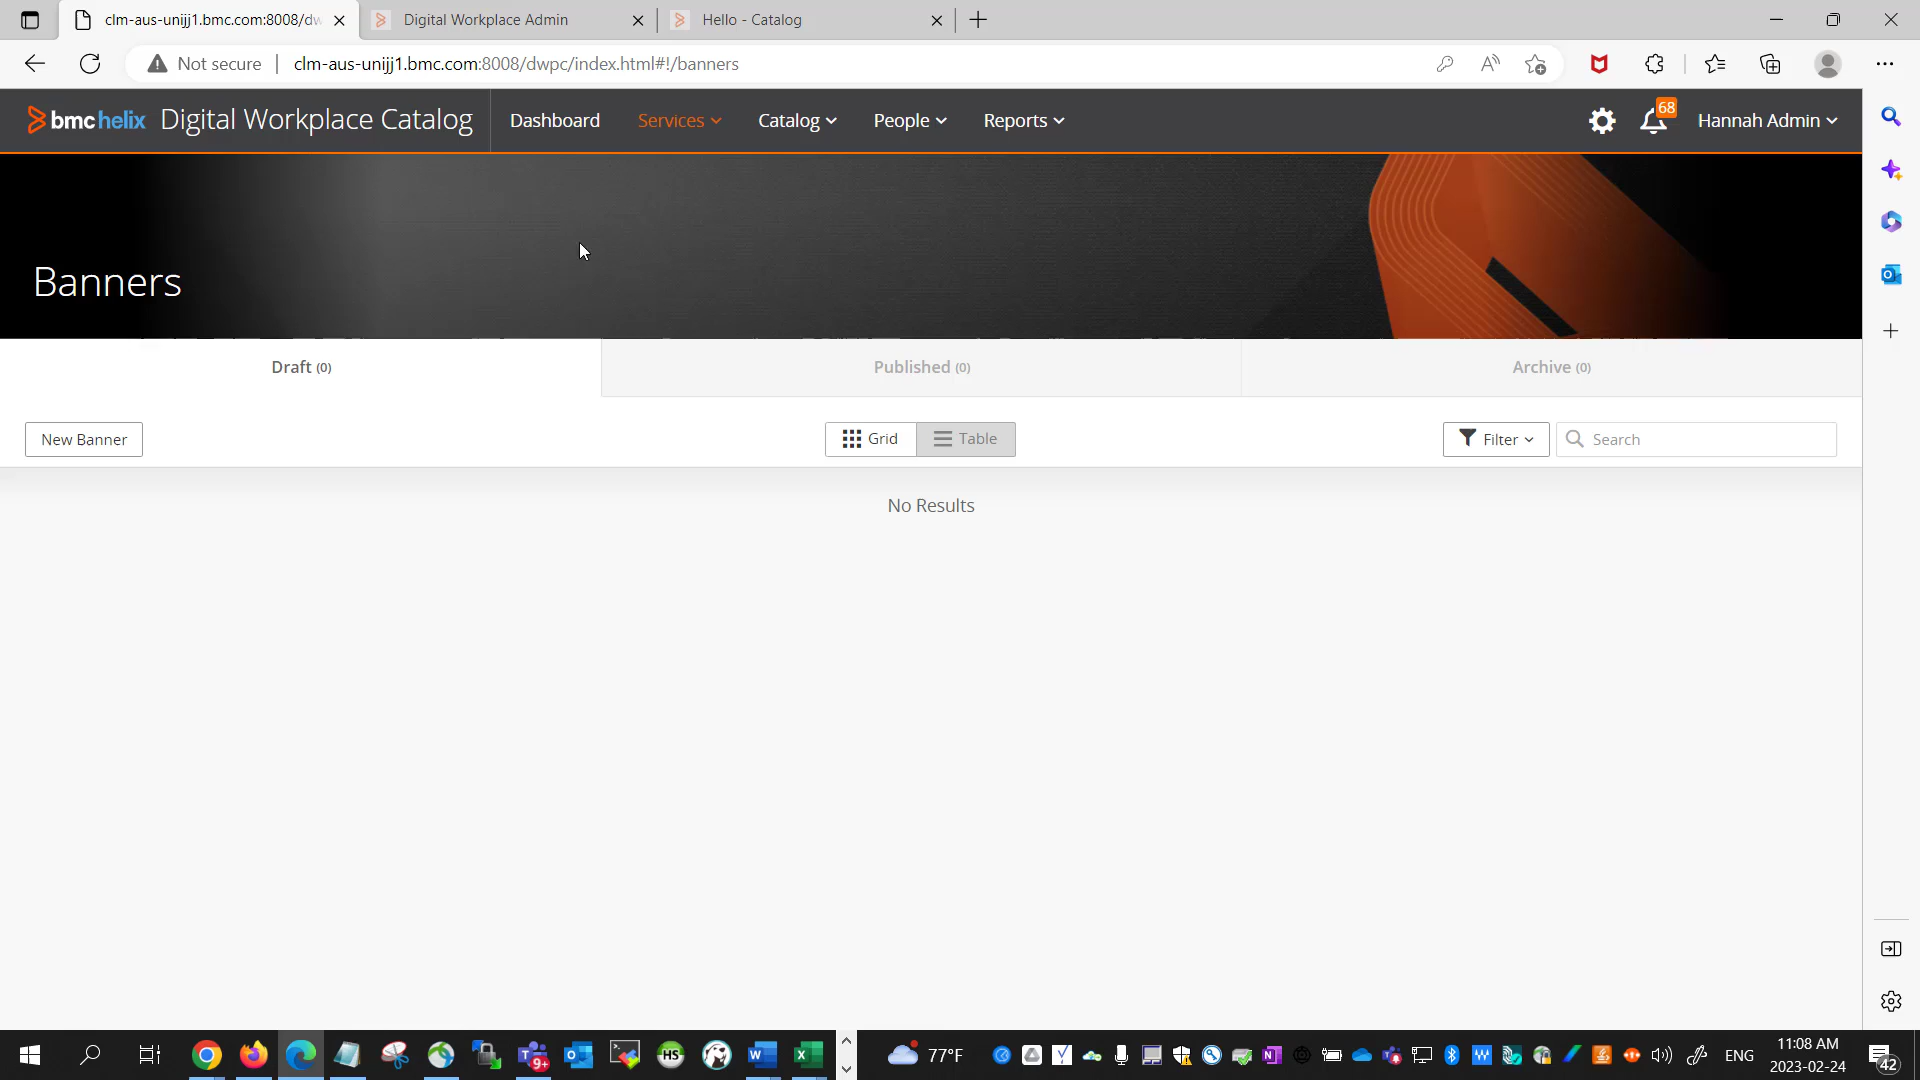 clm-aus-unijj1.bmc.com:8008/dw
Digital Workplace Admin
Hello - Catalog
Not secure
clm-aus-unijj1.bmc.com:8008/dwpc/index.html#!/banners
bmchelix Digital Workplace Catalog
Dashboard
Services
Catalog
People
Reports
68
Hannah Admin
Banners
Draft (0)
Published (0)
Archive (0)
New Banner
Grid
Table
Filter
Search
No Results
9+
HS
77°F
ENG
11:08 AM
2023-02-24
42